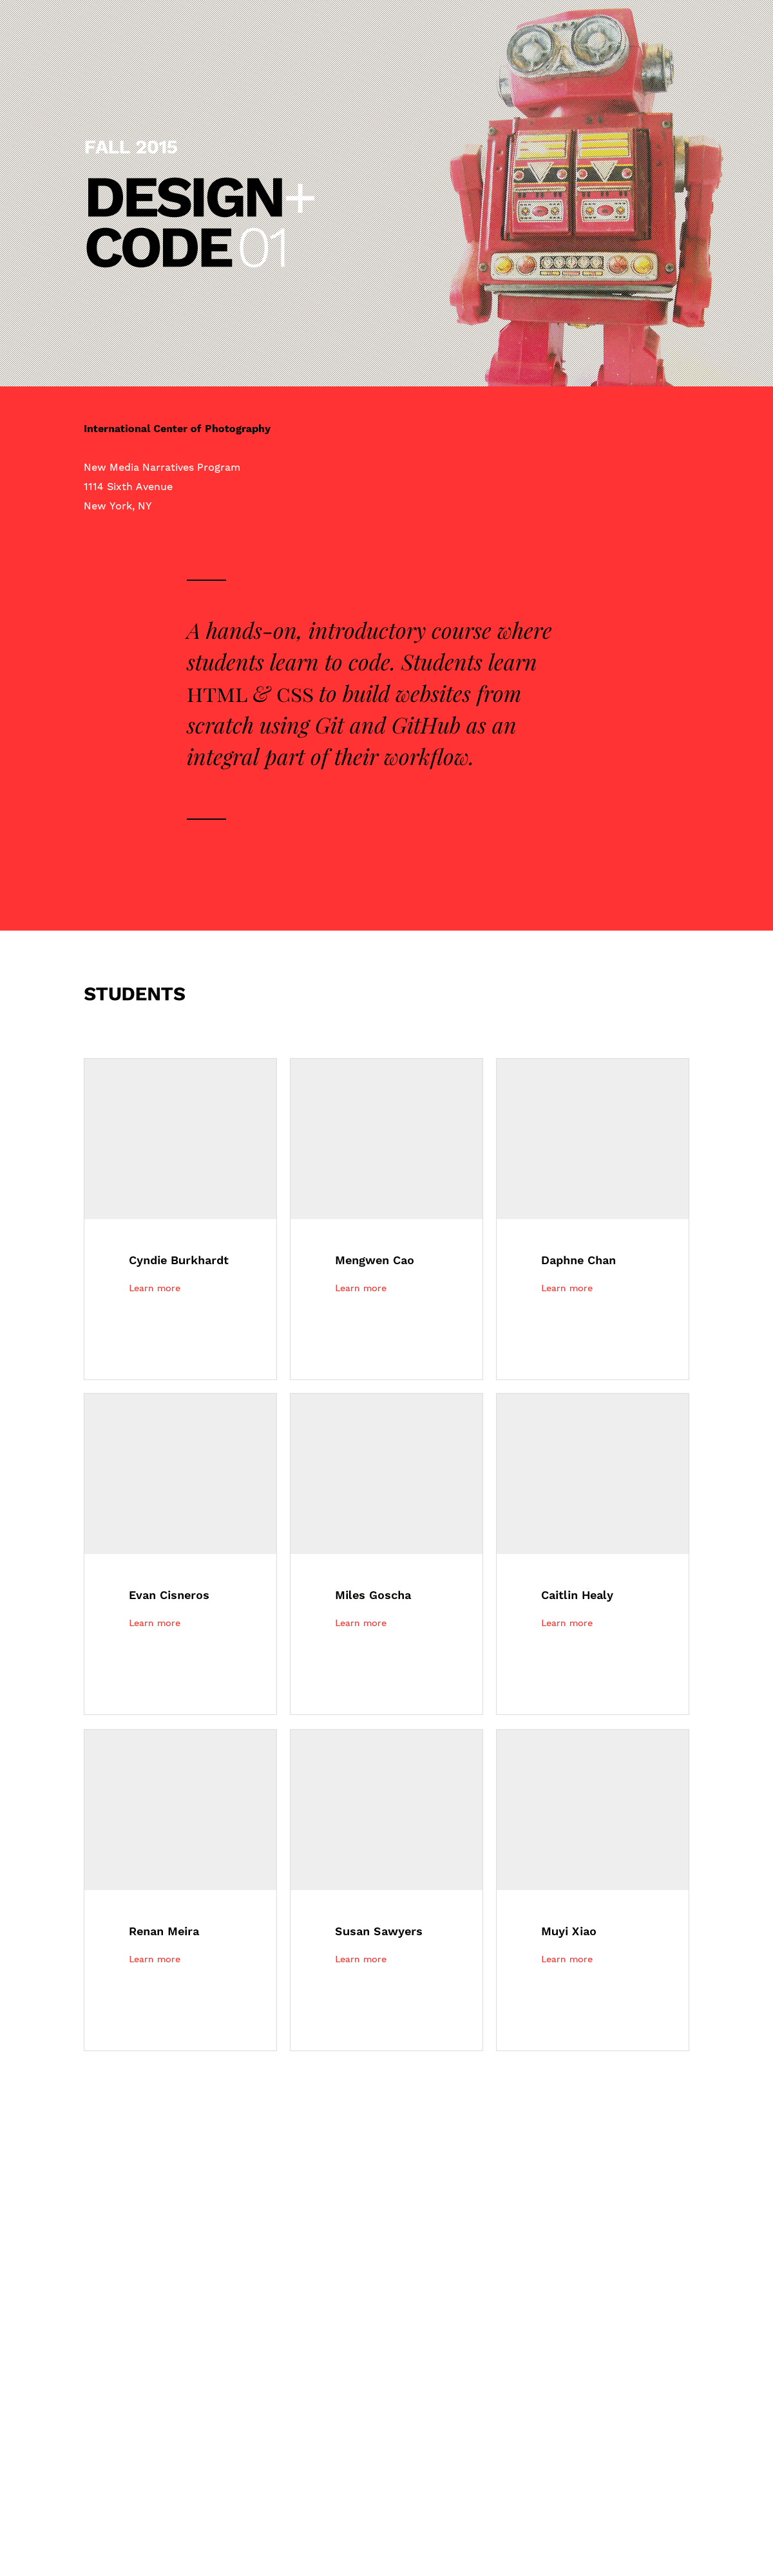 FALL 2015
DESIGN+
CODE 01
International Center of Photography
New Media Narratives Program
1114 Sixth Avenue
New York, NY
A hands-on, introductory course where
students learn to code. Students learn
HTML & CSS to build websites from
scratch using Git and GitHub as an
integral part of their workflow.
STUDENTS
Cyndie Burkhardt
Learn more
Mengwen Cao
Learn more
Daphne Chan
Learn more
Evan Cisneros
Learn more
Miles Goscha
Learn more
Caitlin Healy
Learn more
Renan Meira
Learn more
Susan Sawyers
Learn more
Muyi Xiao
Learn more